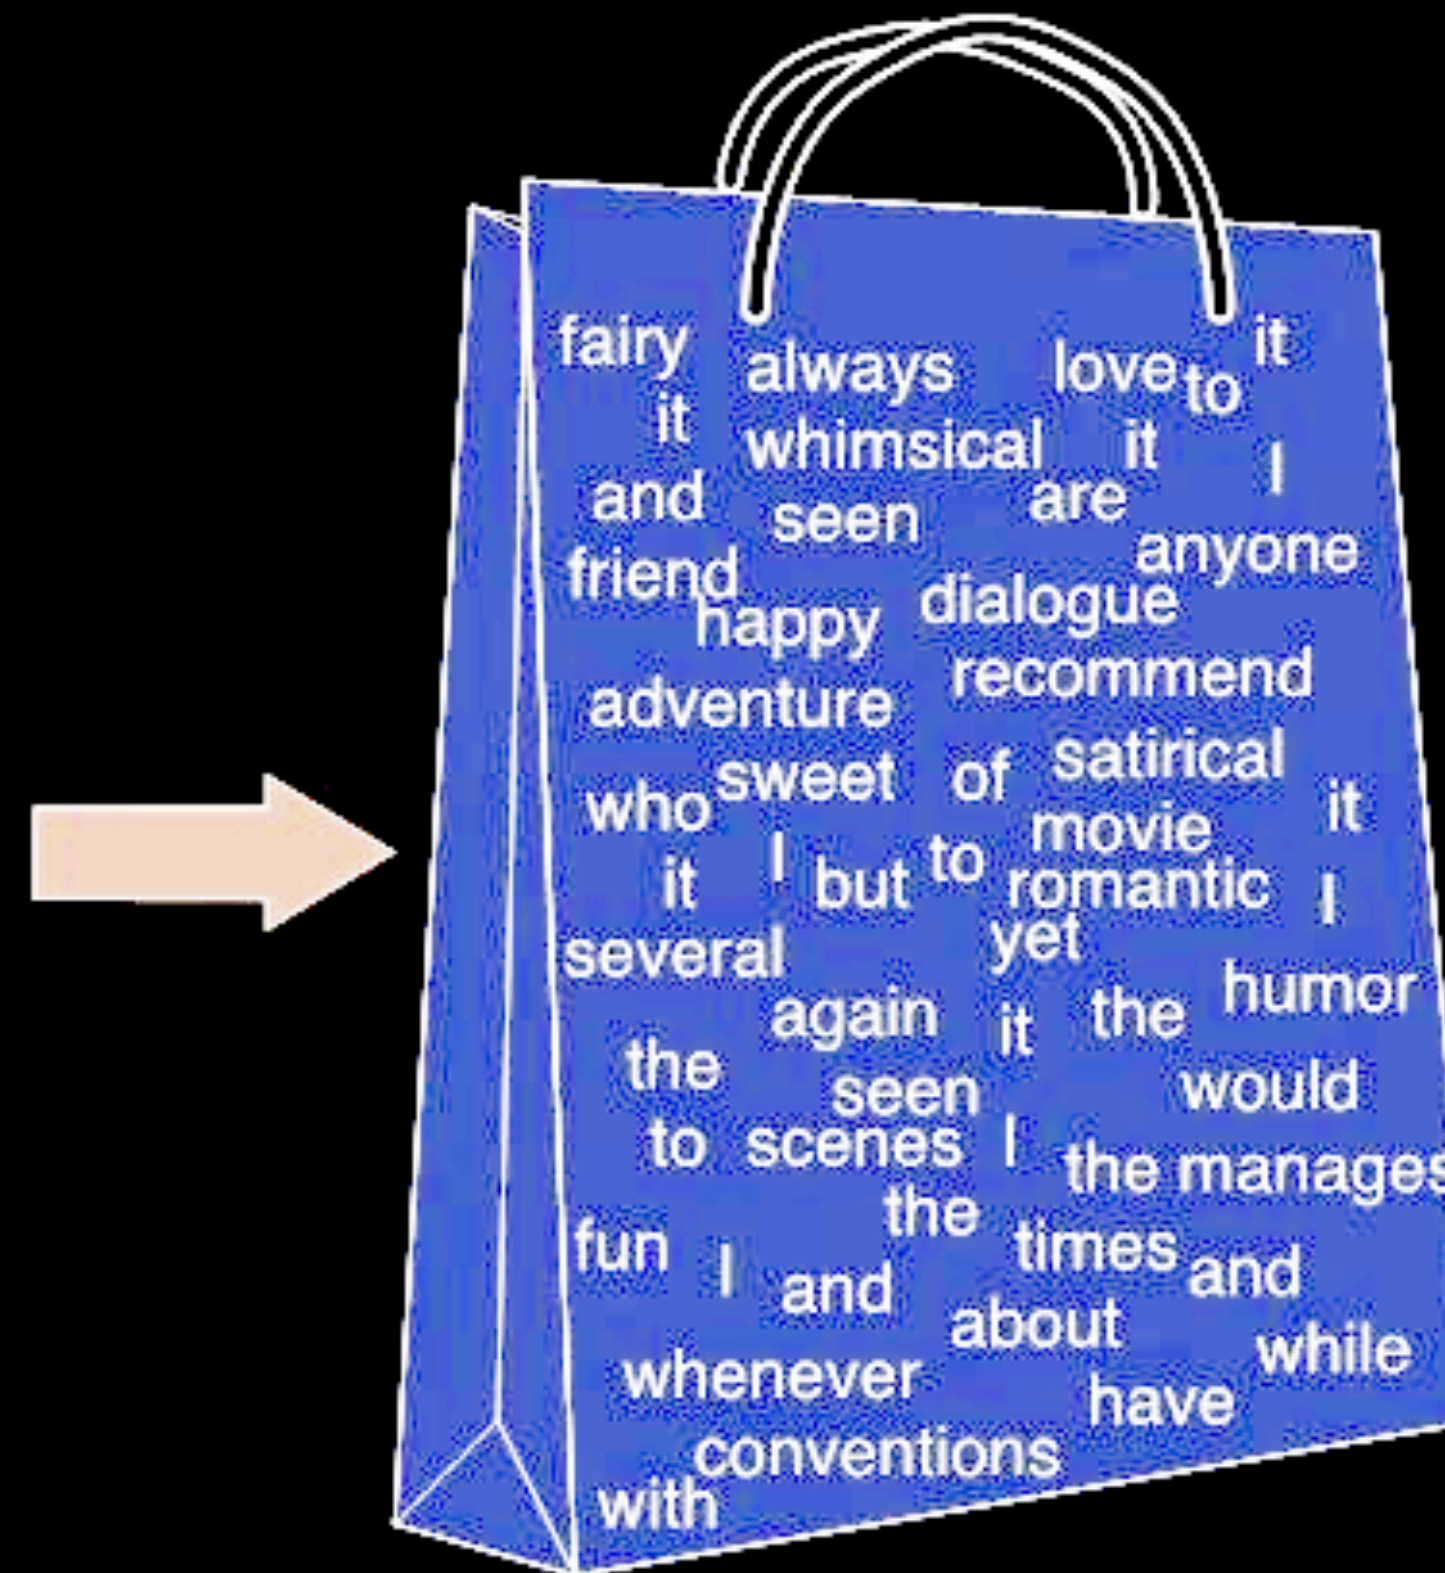 fairy always love to it
it whimsical it I
and seen are
friend anyone
happy dialogue
adventure recommend
who sweet of satirical
it I but to movie it
romantic I
several yet
again it the humor
the seen would
to scenes I the manages
the
fun I and times and
about
whenever while
have
conventions
with